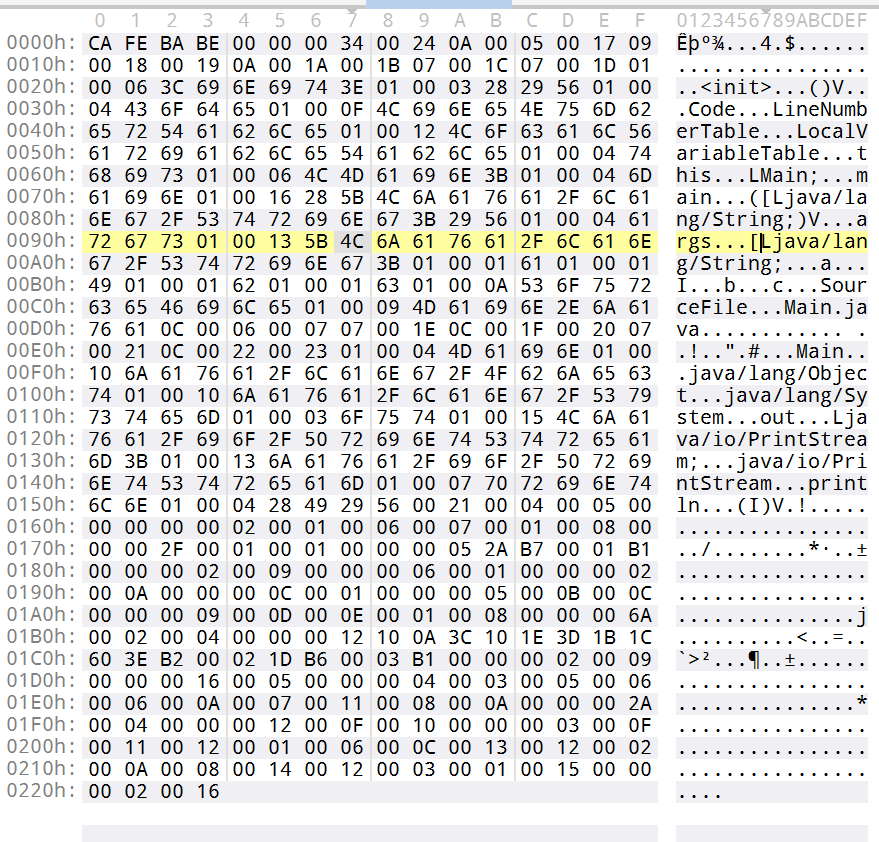 0 1 2 3 4 5 6 7 8 9 A B C D E F 0123456789ABCDEF
0000h: CA FE BA BE 00 00 00 34 00 24 0A 00 05 00 17 09 Êþº¾...4.$......
0010h: 00 18 00 19 0A 00 1A 00 1B 07 00 1C 07 00 1D 01 ................
0020h: 00 06 3C 69 6E 69 74 3E 01 00 03 28 29 56 01 00 ..<init>...()V..
0030h: 04 43 6F 64 65 01 00 0F 4C 69 6E 65 4E 75 6D 62 .Code...LineNumb
0040h: 65 72 54 61 62 6C 65 01 00 12 4C 6F 63 61 6C 56 erTable...LocalV
0050h: 61 72 69 61 62 6C 65 54 61 62 6C 65 01 00 04 74 ariableTable...t
0060h: 68 69 73 01 00 06 4C 4D 61 69 6E 3B 01 00 04 6D his...LMain;...m
0070h: 61 69 6E 01 00 16 28 5B 4C 6A 61 76 61 2F 6C 61 ain...([Ljava/la
0080h: 6E 67 2F 53 74 72 69 6E 67 3B 29 56 01 00 04 61 ng/String;)V...a
0090h: 72 67 73 01 00 13 5B 4C 6A 61 76 61 2F 6C 61 6E rgs...[Ljava/lan
00A0h: 67 2F 53 74 72 69 6E 67 3B 01 00 01 61 01 00 01 g/String;...a...
00B0h: 49 01 00 01 62 01 00 01 63 01 00 0A 53 6F 75 72 I...b...c...Sour
00C0h: 63 65 46 69 6C 65 01 00 09 4D 61 69 6E 2E 6A 61 ceFile...Main.ja
00D0h: 76 61 0C 00 06 00 07 07 00 1E 0C 00 1F 00 20 07 va............ .
00E0h: 00 21 0C 00 22 00 23 01 00 04 4D 61 69 6E 01 00 .!..".#...Main..
00F0h: 10 6A 61 76 61 2F 6C 61 6E 67 2F 4F 62 6A 65 63 .java/lang/Objec
0100h: 74 01 00 10 6A 61 76 61 2F 6C 61 6E 67 2F 53 79 t...java/lang/Sy
0110h: 73 74 65 6D 01 00 03 6F 75 74 01 00 15 4C 6A 61 stem...out...Lja
0120h: 76 61 2F 69 6F 2F 50 72 69 6E 74 53 74 72 65 61 va/io/PrintStrea
0130h: 6D 3B 01 00 13 6A 61 76 61 2F 69 6F 2F 50 72 69 m;...java/io/Pri
0140h: 6E 74 53 74 72 65 61 6D 01 00 07 70 72 69 6E 74 ntStream...print
0150h: 6C 6E 01 00 04 28 49 29 56 00 21 00 04 00 05 00 ln...(I)V.!.....
0160h: 00 00 00 00 02 00 01 00 06 00 07 00 01 00 08 00 ................
0170h: 00 00 2F 00 01 00 01 00 00 00 05 2A B7 00 01 B1 ../........*·..±
0180h: 00 00 00 02 00 09 00 00 00 06 00 01 00 00 00 02 ................
0190h: 00 0A 00 00 00 0C 00 01 00 00 00 05 00 0B 00 0C ................
01A0h: 00 00 00 09 00 0D 00 0E 00 01 00 08 00 00 00 6A ...............j
01B0h: 00 02 00 04 00 00 00 12 10 0A 3C 10 1E 3D 1B 1C ..........<..=..
01C0h: 60 3E B2 00 02 1D B6 00 03 B1 00 00 00 02 00 09 `>²...¶..±......
01D0h: 00 00 00 16 00 05 00 00 00 04 00 03 00 05 00 06 ................
01E0h: 00 06 00 0A 00 07 00 11 00 08 00 0A 00 00 00 2A ...............*
01F0h: 00 04 00 00 00 12 00 0F 00 10 00 00 00 03 00 0F ................
0200h: 00 11 00 12 00 01 00 06 00 0C 00 13 00 12 00 02 ................
0210h: 00 0A 00 08 00 14 00 12 00 03 00 01 00 15 00 00 ................
0220h: 00 02 00 16 ....